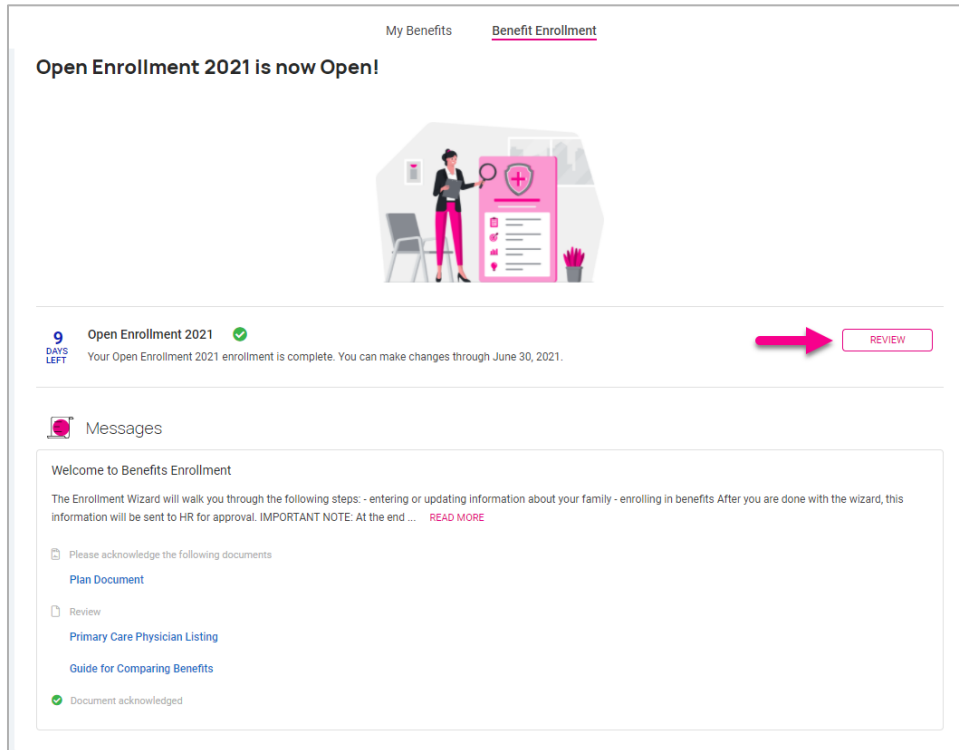 My Benefits Benefit Enrollment
Open Enrollment 2021 is now Open!
9
DAYS
LEFT
Open Enrollment 2021
Your Open Enrollment 2021 enrollment is complete. You can make changes through June 30, 2021.
REVIEW
Messages
Welcome to Benefits Enrollment
The Enrollment Wizard will walk you through the following steps: - entering or updating information about your family - enrolling in benefits After you are done with the wizard, this
information will be sent to HR for approval. IMPORTANT NOTE: At the end ... READ MORE
Please acknowledge the following documents
Plan Document
Review
Primary Care Physician Listing
Guide for Comparing Benefits
Document acknowledged